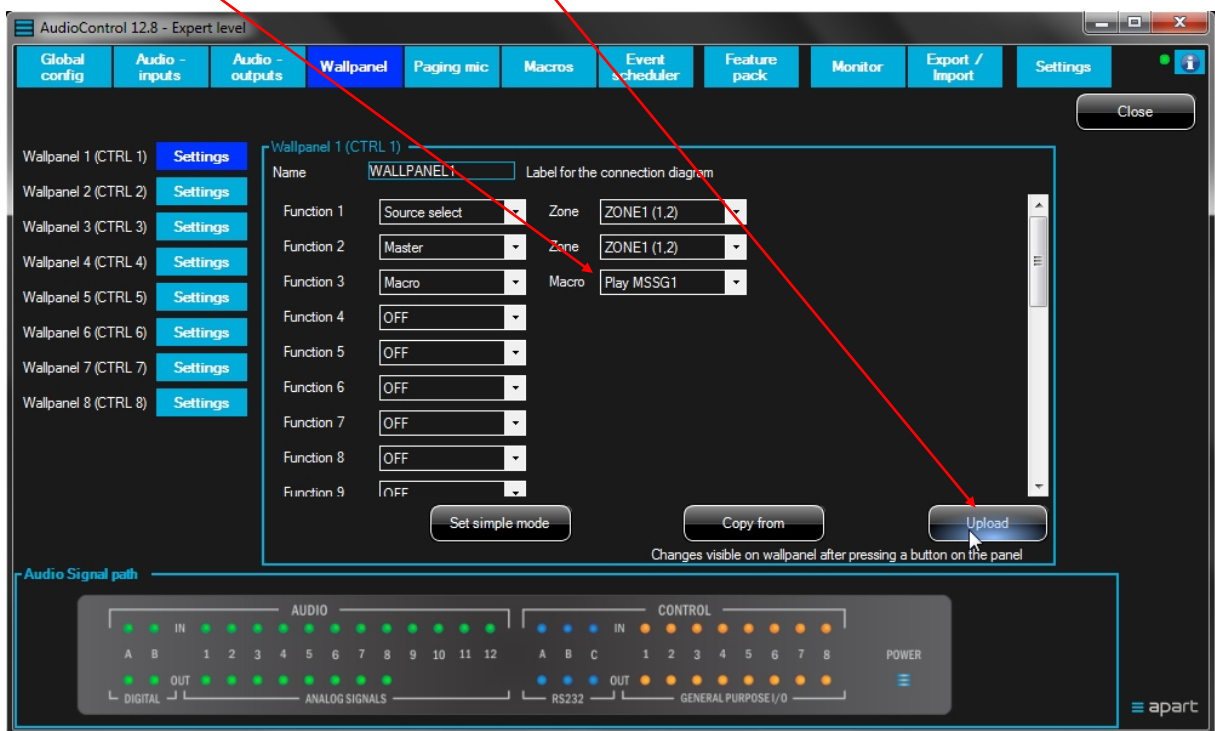 AudioControl 12.8 - Expert level
Global config
Audio - inputs
Audio - outputs
Wallpanel
Paging mic
Macros
Event scheduler
Feature pack
Monitor
Export / Import
Settings
Close
Wallpanel 1 (CTRL 1) Settings
Wallpanel 2 (CTRL 2) Settings
Wallpanel 3 (CTRL 3) Settings
Wallpanel 4 (CTRL 4) Settings
Wallpanel 5 (CTRL 5) Settings
Wallpanel 6 (CTRL 6) Settings
Wallpanel 7 (CTRL 7) Settings
Wallpanel 8 (CTRL 8) Settings
Wallpanel 1 (CTRL 1)
Name WALLPANEL1 Label for the connection diagram
Function 1 Source select Zone ZONE1 (1,2)
Function 2 Master Zone ZONE1 (1,2)
Function 3 Macro Macro Play MSSG1
Function 4 OFF
Function 5 OFF
Function 6 OFF
Function 7 OFF
Function 8 OFF
Function 9 OFF
Set simple mode Copy from Upload
Changes visible on wallpanel after pressing a button on the panel
Audio Signal path
AUDIO CONTROL
IN IN
A B 1 2 3 4 5 6 7 8 9 10 11 12 A B C 1 2 3 4 5 6 7 8 POWER
OUT OUT
DIGITAL ANALOG SIGNALS RS232 GENERAL PURPOSE I/O
apart